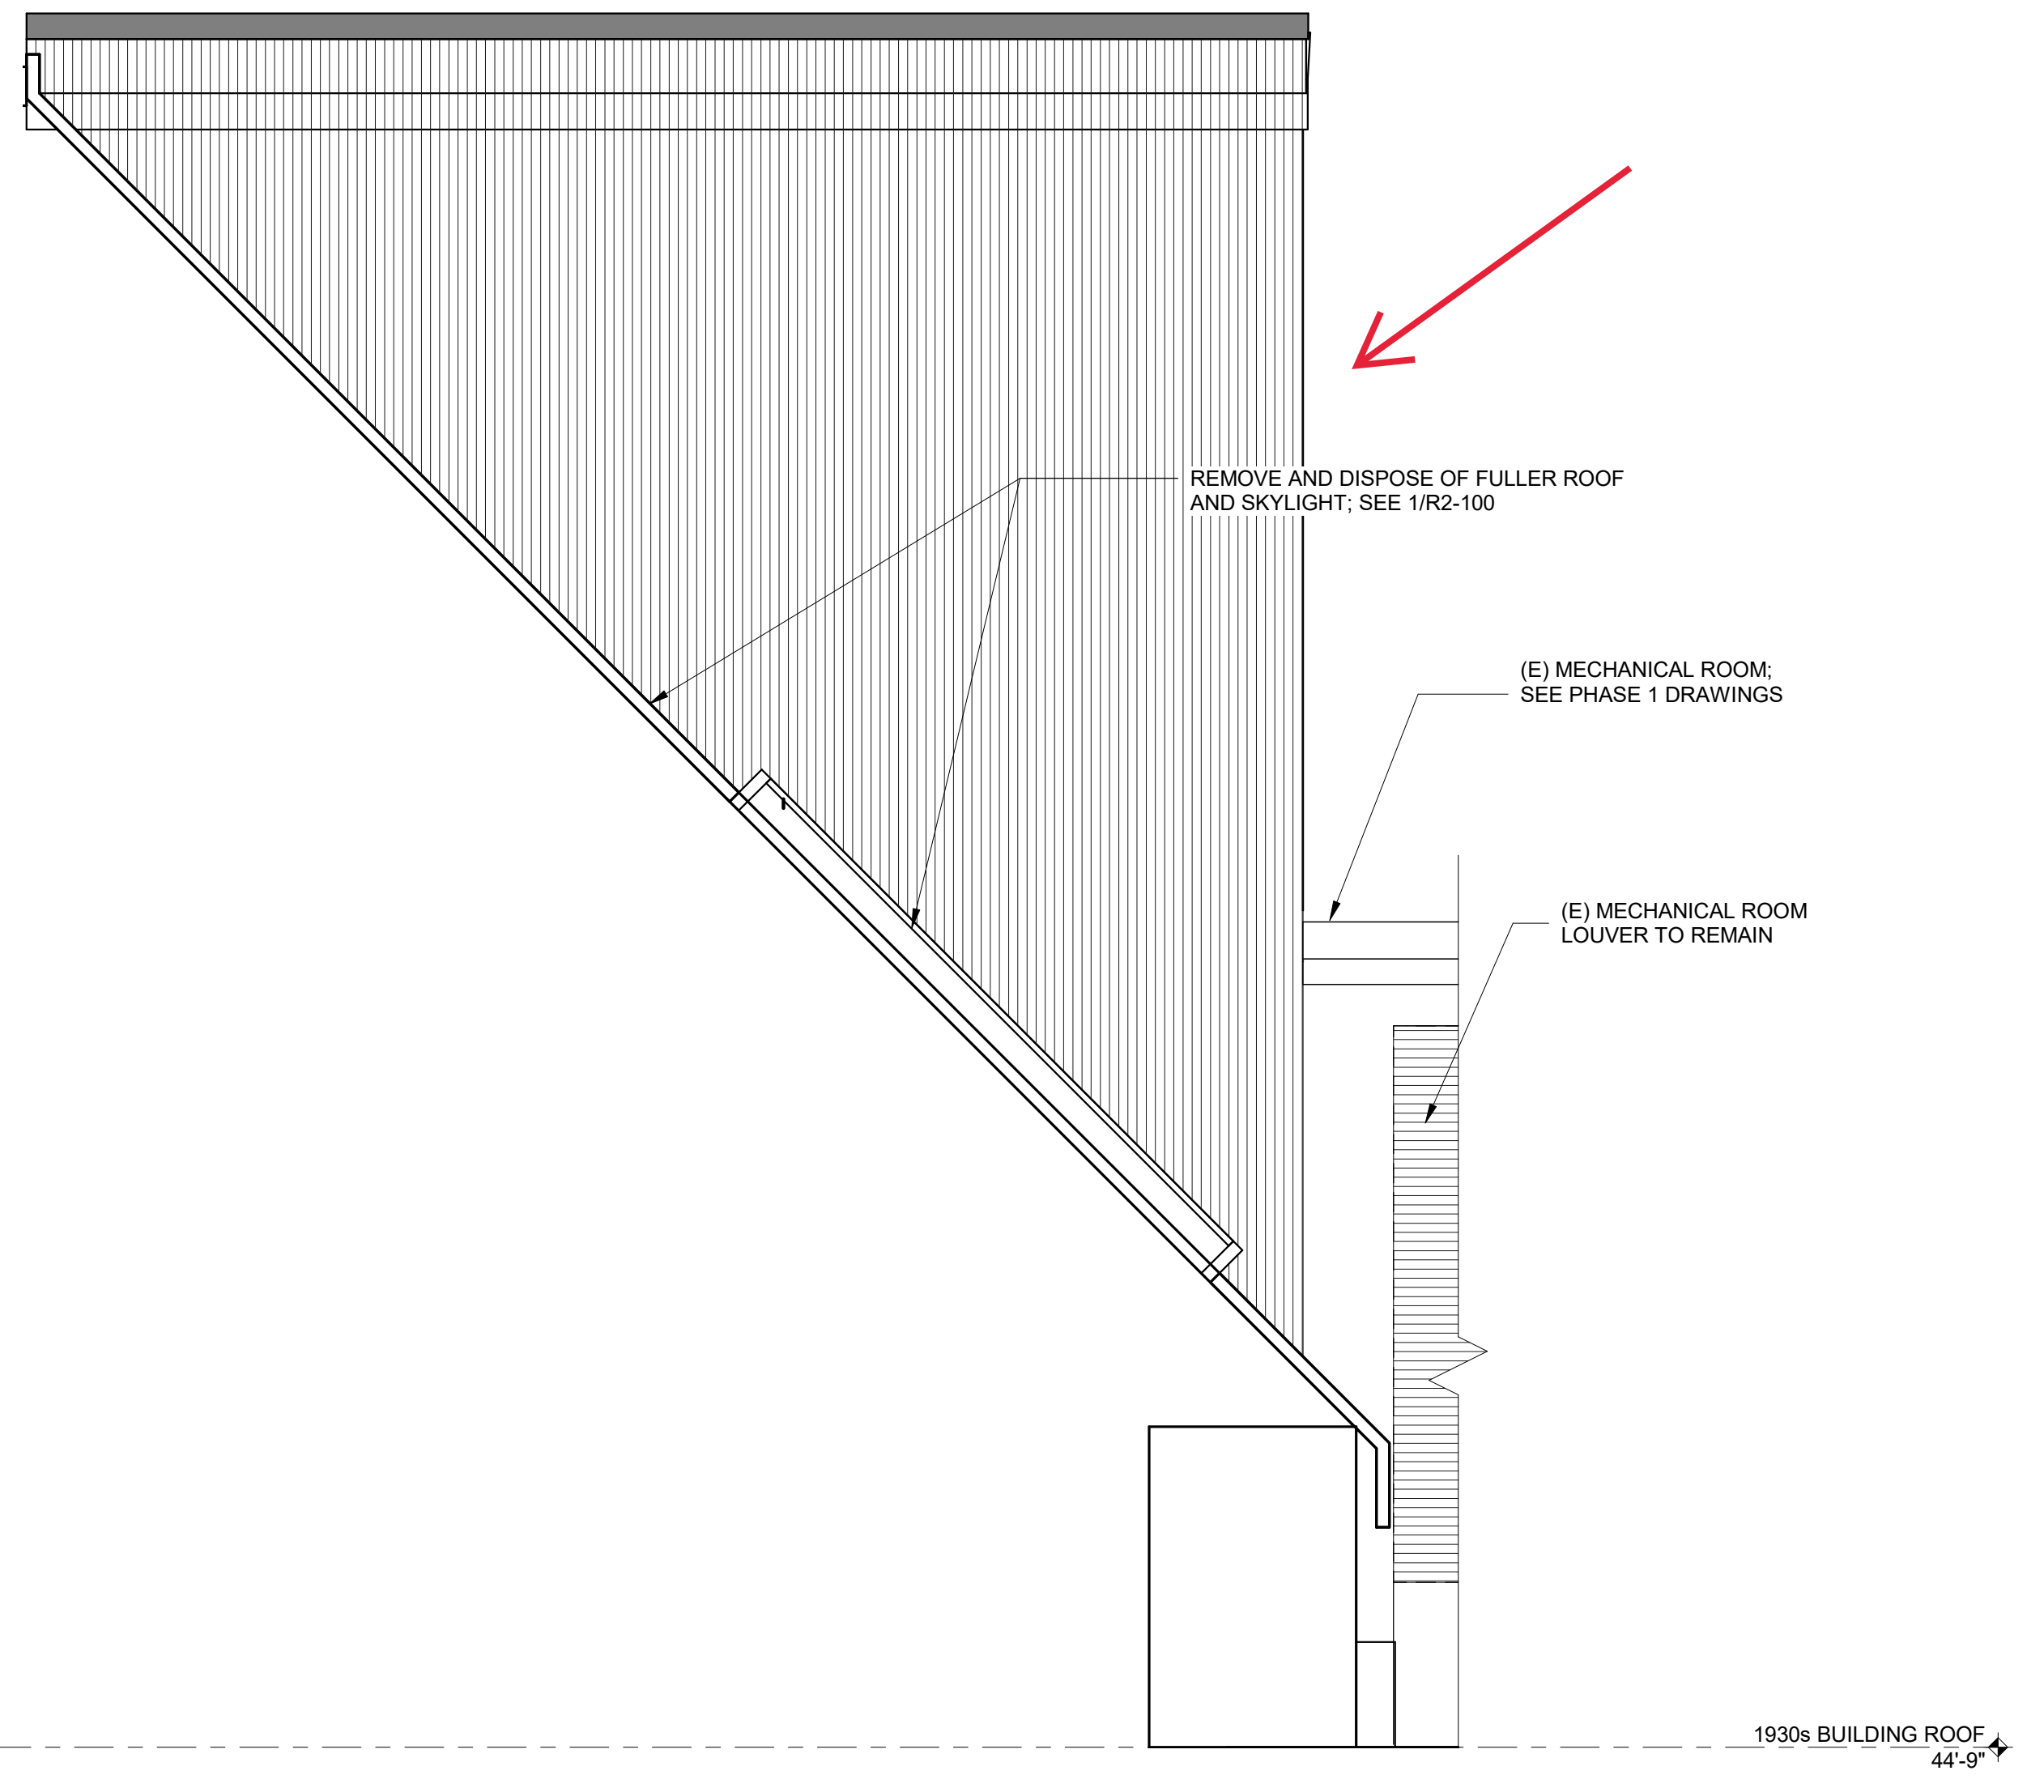 REMOVE AND DISPOSE OF FULLER ROOF
AND SKYLIGHT; SEE 1/R2-100
(E) MECHANICAL ROOM;
SEE PHASE 1 DRAWINGS
(E) MECHANICAL ROOM
LOUVER TO REMAIN
1930s BUILDING ROOF
44'-9"